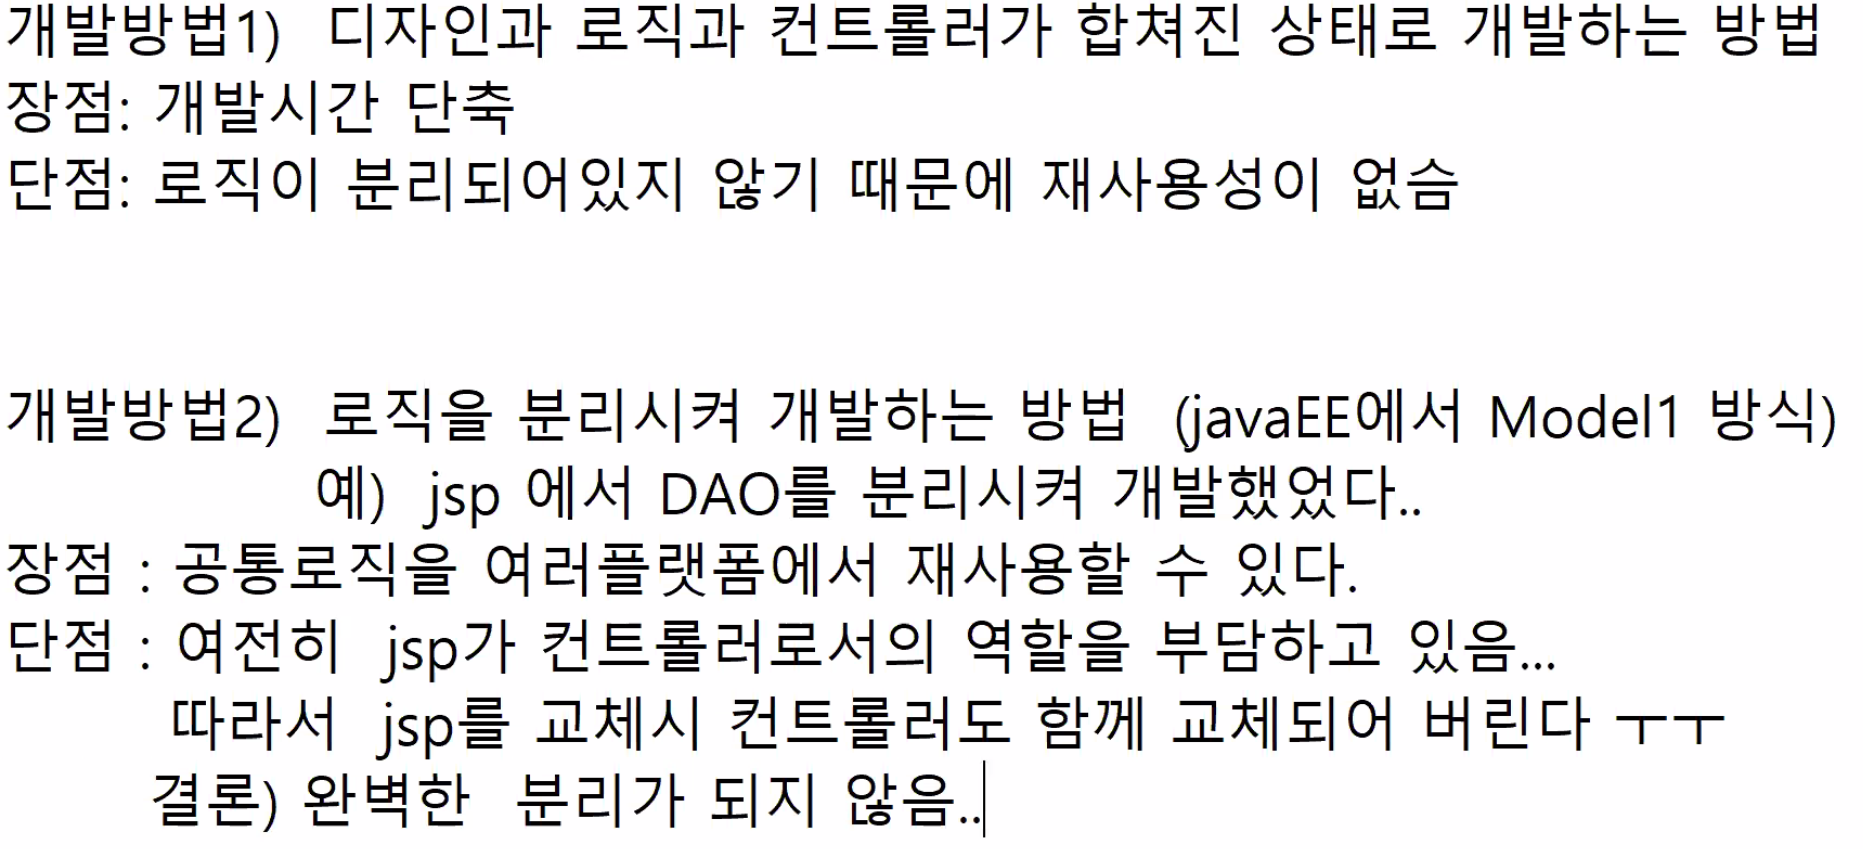 개발방법1)  디자인과 로직과 컨트롤러가 합쳐진 상태로 개발하는 방법
장점: 개발시간 단축
단점: 로직이 분리되어있지 않기 때문에 재사용성이 없슴
개발방법2)  로직을 분리시켜 개발하는 방법  (javaEE에서 Model1 방식)
예)  jsp 에서 DAO를 분리시켜 개발했었다..
장점 : 공통로직을 여러플랫폼에서 재사용할 수 있다.
단점 : 여전히  jsp가 컨트롤러로서의 역할을 부담하고 있음...
따라서  jsp를 교체시 컨트롤러도 함께 교체되어 버린다 ㅜㅜ
결론) 완벽한  분리가 되지 않음..